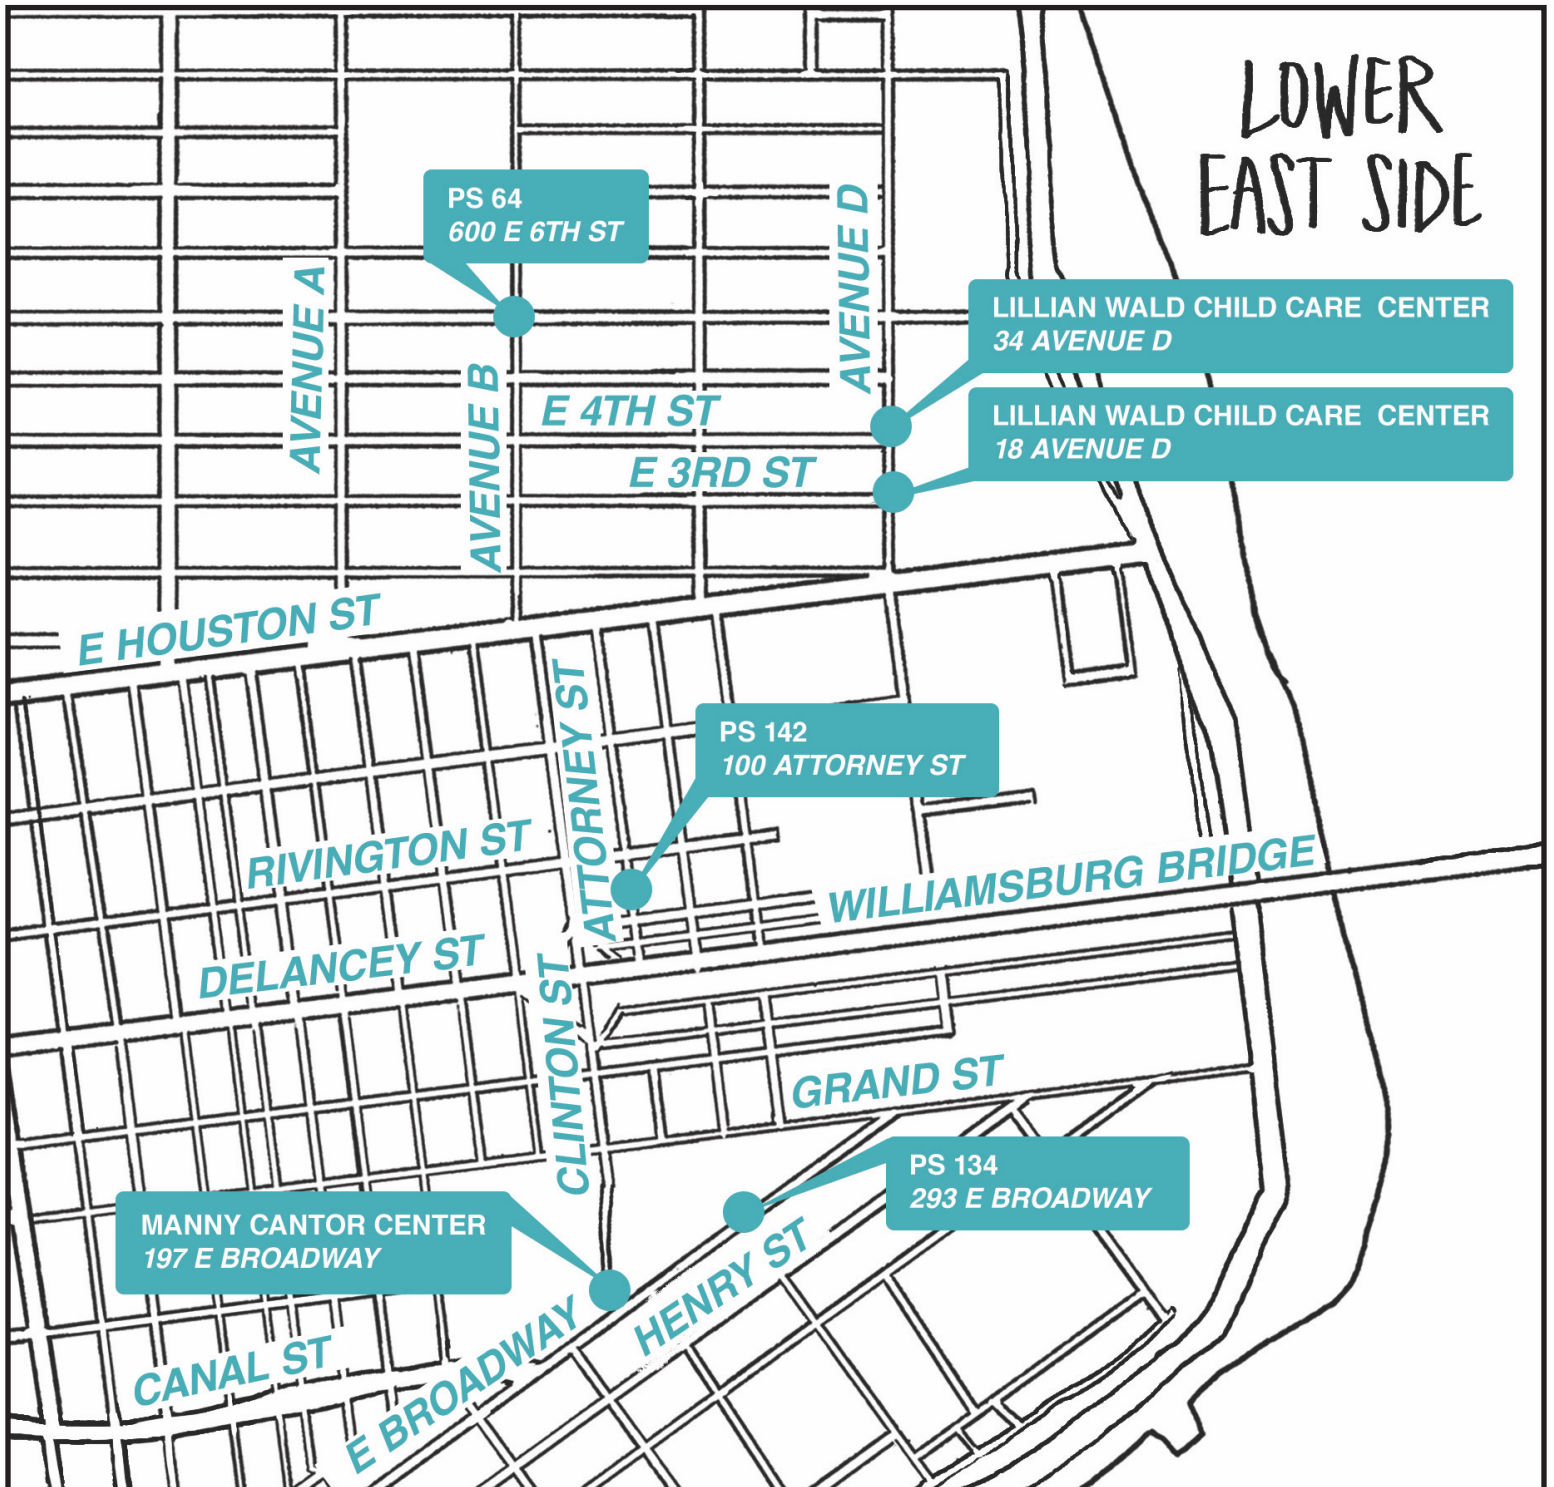 LOWER
EAST SIDE
PS 64
600 E 6TH ST
AVENUE D
AVENUE A
LILLIAN WALD CHILD CARE CENTER
34 AVENUE D
AVENUE B
E 4TH ST
LILLIAN WALD CHILD CARE CENTER
18 AVENUE D
E 3RD ST
E HOUSTON ST
ATTORNEY ST
PS 142
100 ATTORNEY ST
RIVINGTON ST
WILLIAMSBURG BRIDGE
DELANCEY ST
CLINTON ST
GRAND ST
PS 134
293 E BROADWAY
MANNY CANTOR CENTER
197 E BROADWAY
HENRY ST
CANAL ST
E BROADWAY